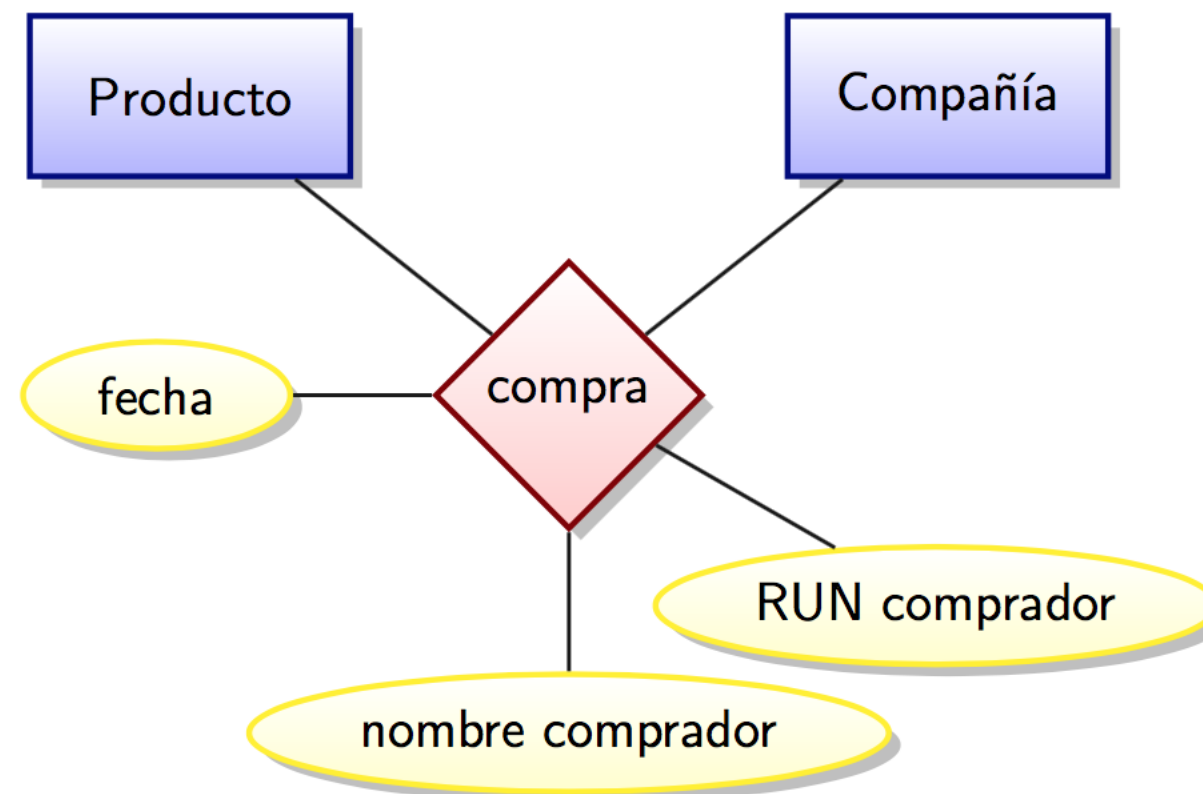 Producto
Compañía
compra
fecha
RUN comprador
nombre comprador